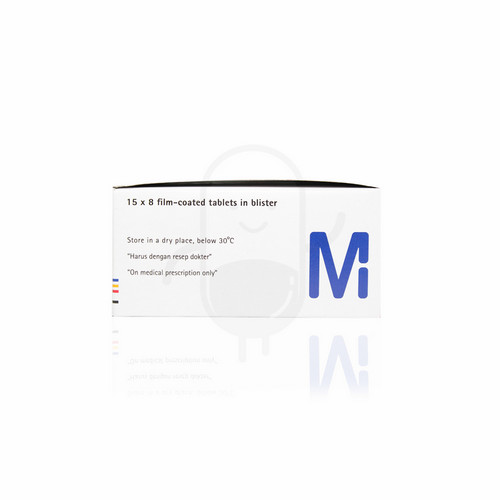 15 x 8 film-coated tablets in blister
Store in a dry place, below 30°C
"Harus dengan resep dokter"
"On medical prescription only"
M